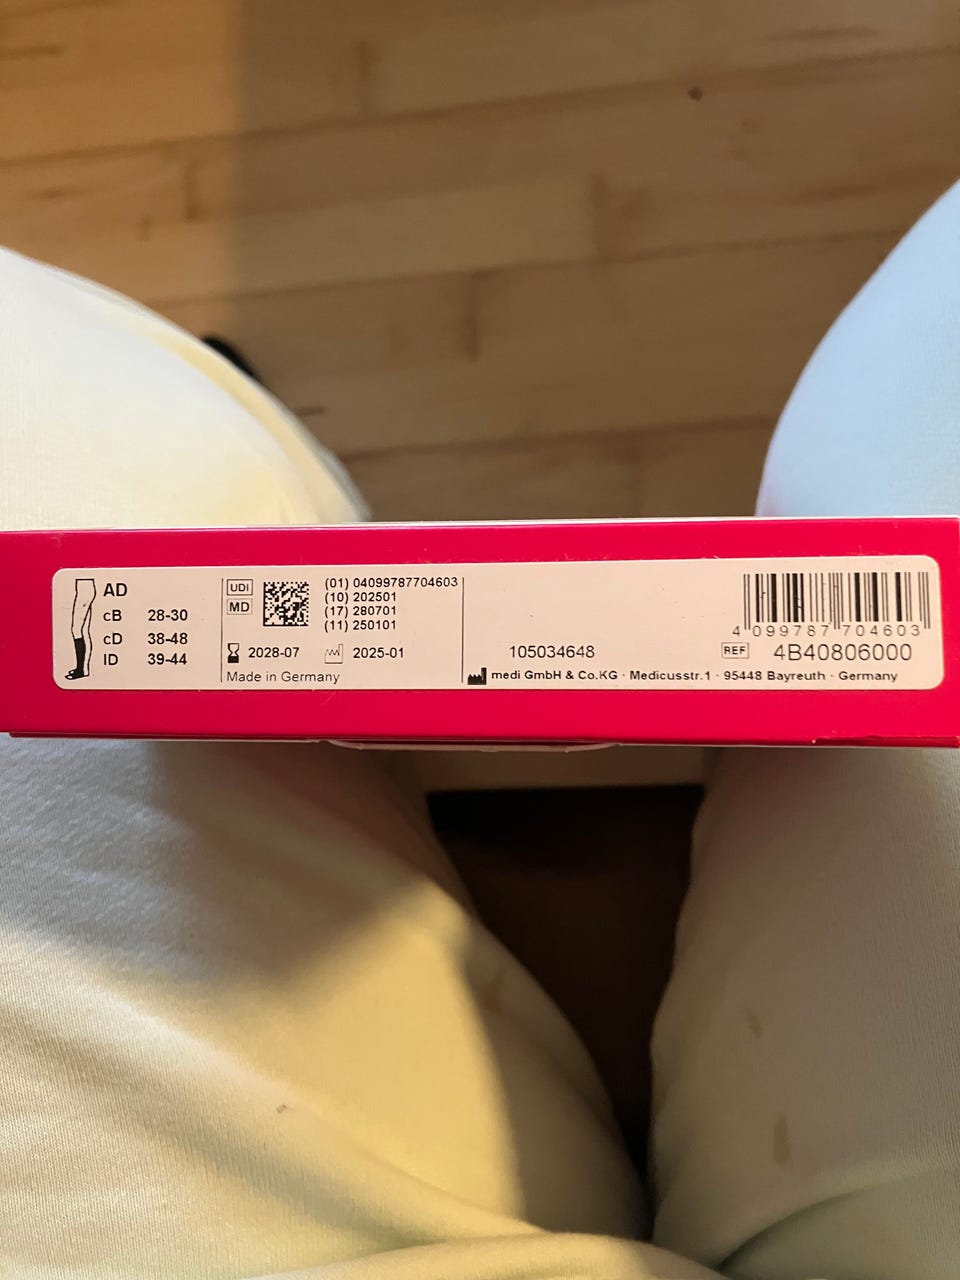 AD
cB 28-30
cD 38-48
ID 39-44
UDI
MD
(01) 04099787704603
(10) 202501
(17) 280701
(11) 250101
2028-07 2025-01
Made in Germany
105034648
medi GmbH & Co.KG · Medicusstr.1 · 95448 Bayreuth · Germany
4 099787 704603
REF 4B40806000